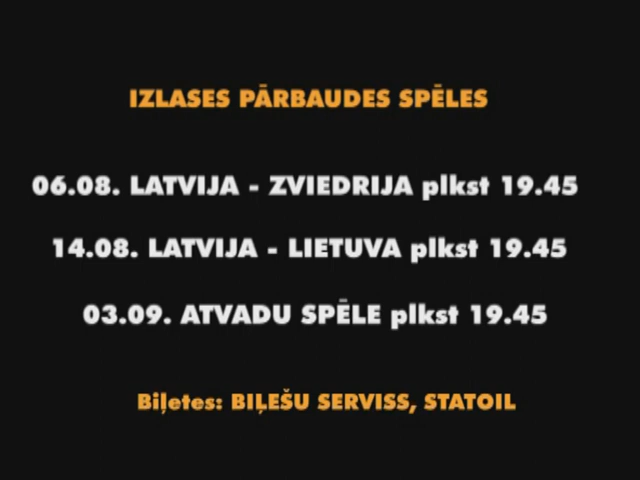 IZLASES PĀRBAUDES SPĒLES
06.08. LATVIJA - ZVIEDRIJA plkst 19.45
14.08. LATVIJA - LIETUVA plkst 19.45
03.09. ATVADU SPĒLE plkst 19.45
Biļetes: BIĻEŠU SERVISS, STATOIL